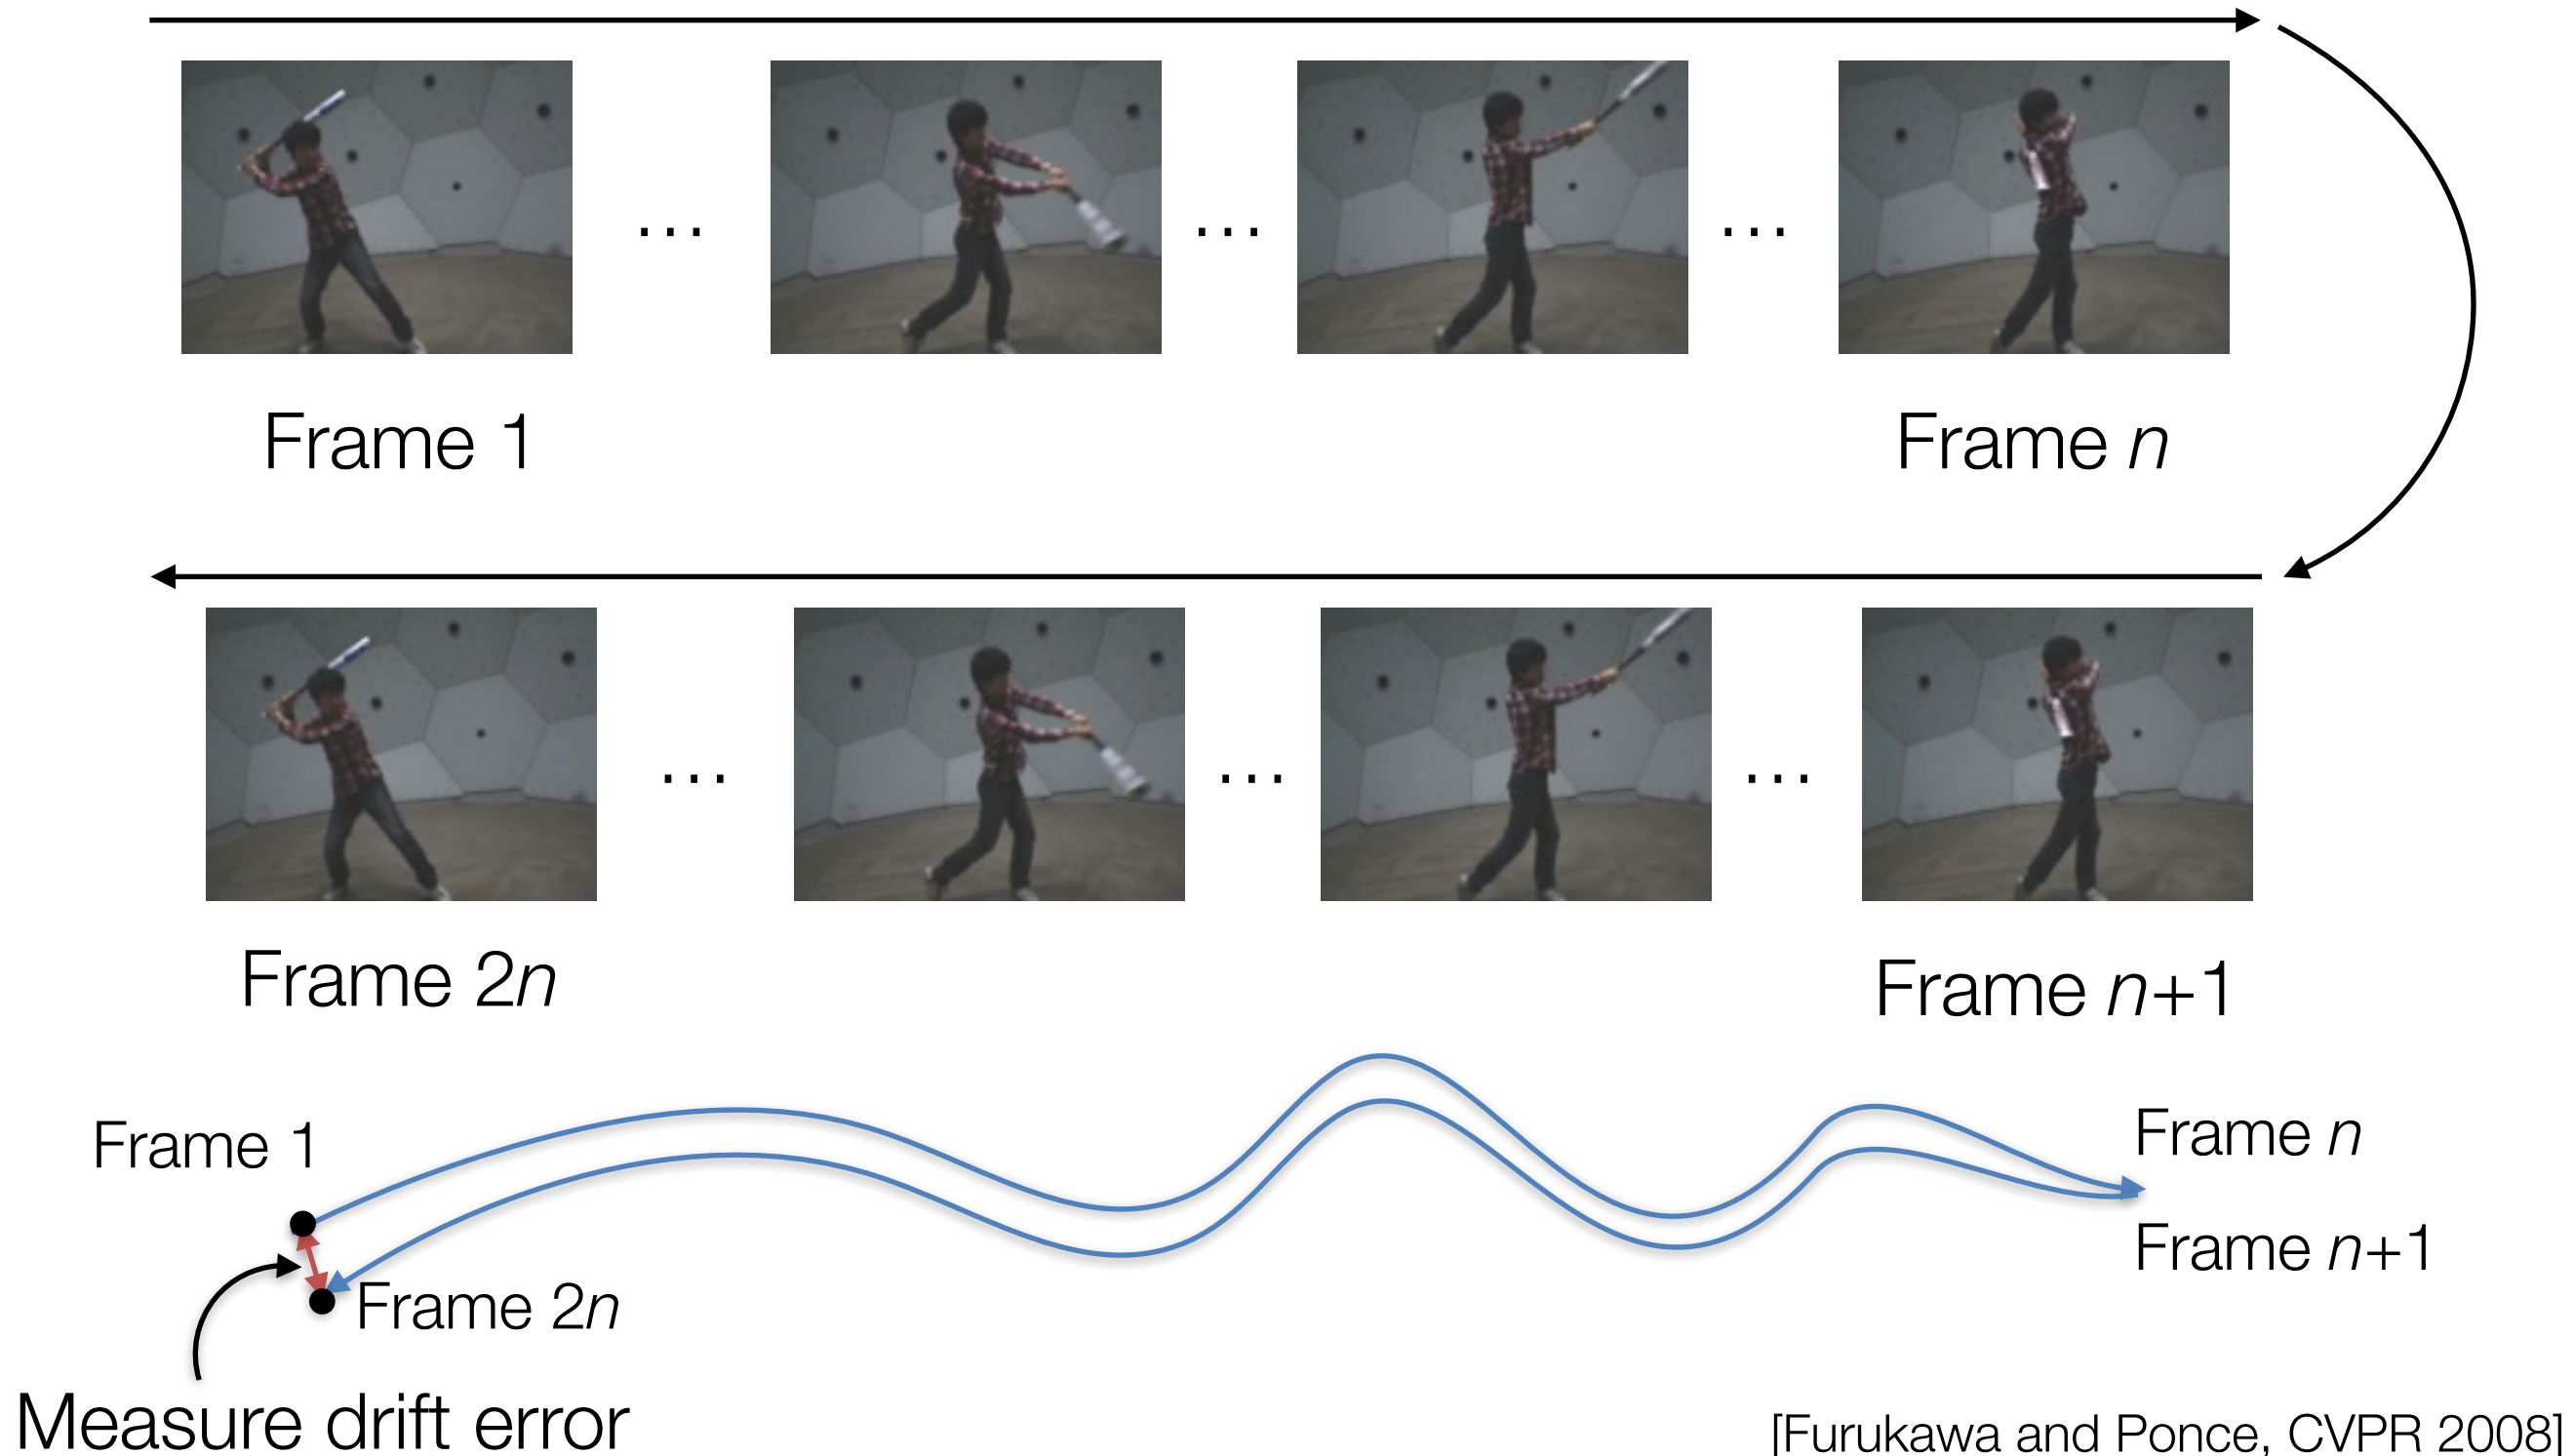 ... ... ...
Frame 1
Frame n
... ... ...
Frame 2n
Frame n+1
Frame 1
Frame n
Frame n+1
Frame 2n
Measure drift error
[Furukawa and Ponce, CVPR 2008]